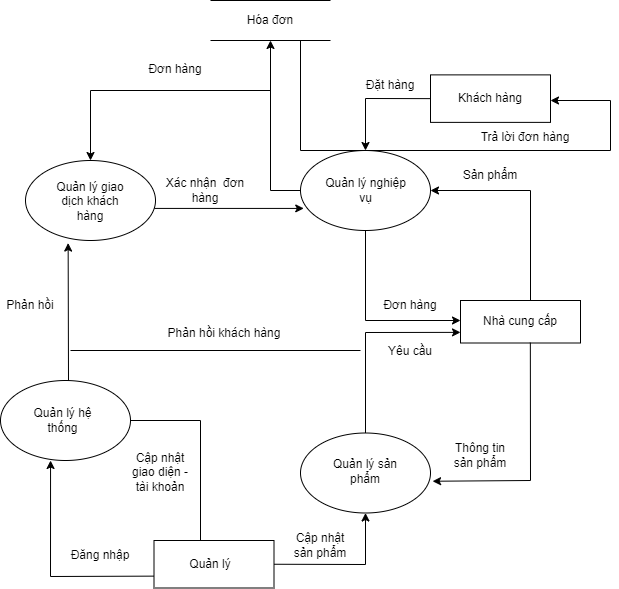 Hóa đơn
Đơn hàng
Đặt hàng
Khách hàng
Trả lời đơn hàng
Quản lý giao
dịch khách
hàng
Xác nhận đơn
hàng
Quản lý nghiệp
vụ
Sản phẩm
Phản hồi
Đơn hàng
Nhà cung cấp
Phản hồi khách hàng
Yêu cầu
Quản lý hệ
thống
Cập nhật
giao diện -
tài khoản
Quản lý sản
phẩm
Thông tin
sản phẩm
Đăng nhập
Quản lý
Cập nhật
sản phẩm